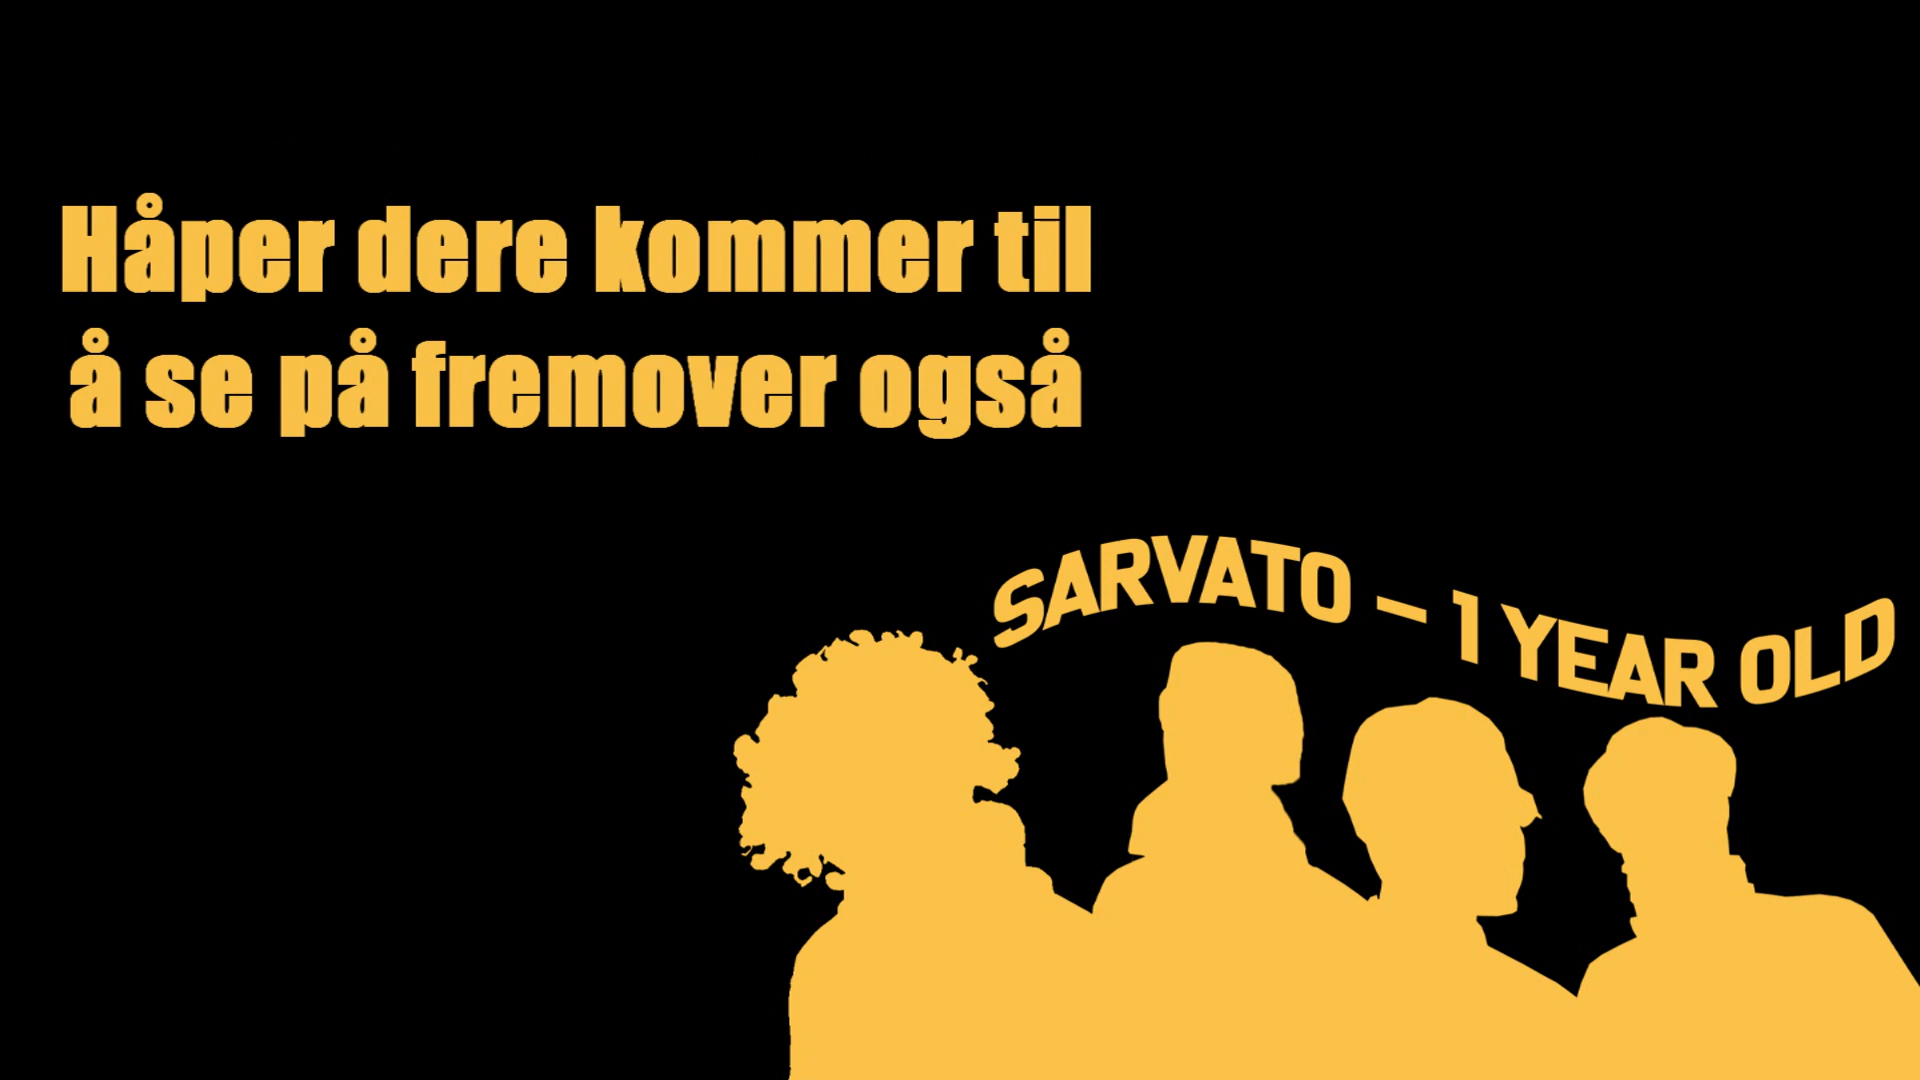 Håper dere kommer til
å se på fremover også
SARVATO – 1 YEAR OLD